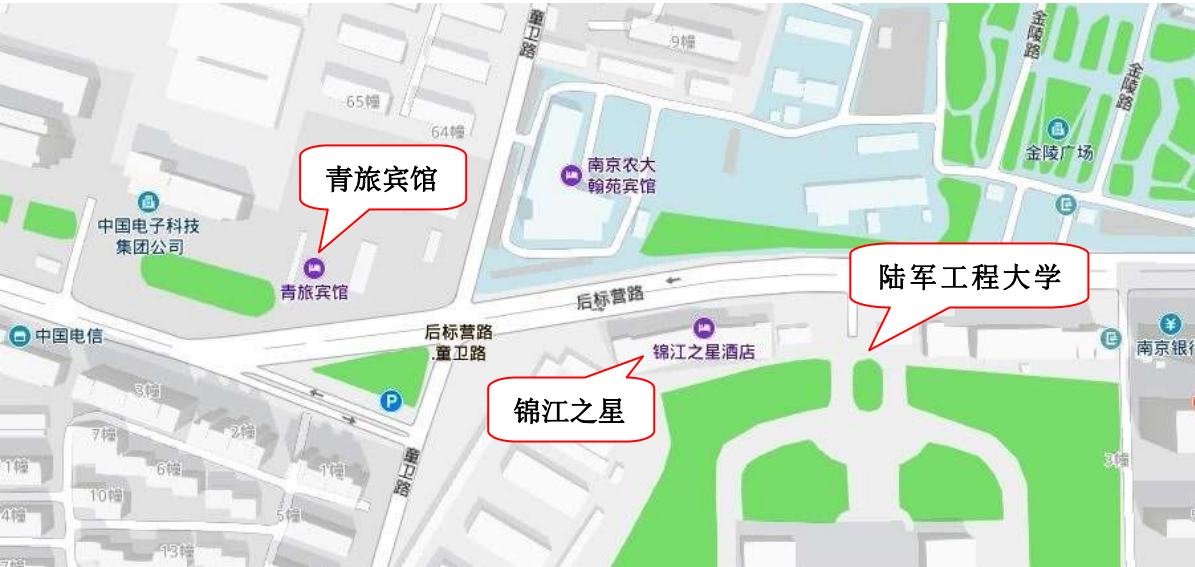 童卫路
9幢
金陵路
金陵路
65幢
64幢
金陵广场
青旅宾馆
南京农大
翰苑宾馆
中国电子科技
集团公司
青旅宾馆
陆军工程大学
后标营路
中国电信
后标营路
.童卫路
锦江之星酒店
南京银行
锦江之星
P
3幢
7幢
2幢
11幢
6幢
1幢
童卫路
3幢
10幢
4幢
5幢
13幢